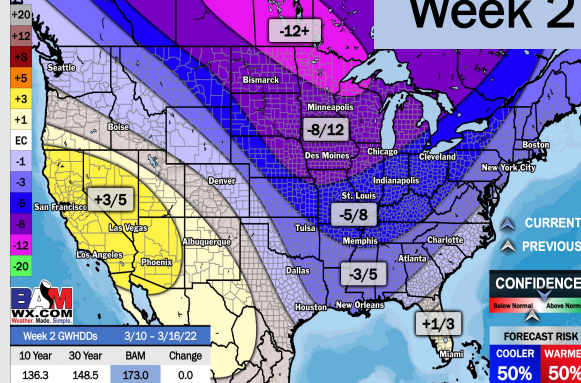 Week 2
+20
+12
+8
+5
+3
+1
EC
-1
-3
-5
-8
-12
-20
-12+
Seattle
Bismarck
Minneapolis
-8/12
Boise
Des Moines
Chicago
Cleveland
Boston
New York City
Denver
Indianapolis
+3/5
St. Louis
San Francisco
-5/8
Las Vegas
Tulsa
Memphis
Charlotte
Albuquerque
Los Angeles
Phoenix
Atlanta
Dallas
-3/5
Houston
New Orleans
+1/3
Miami
CURRENT
PREVIOUS
CONFIDENCE
Below Normal
Above Norm
FORECAST RISK
COOLER
WARME
50%
50%
BAM
WX.COM
Weather. Made. Simple.
Week 2 GWHDDs 3/10 – 3/16/22
10 Year 30 Year BAM Change
136.3 148.5 173.0 0.0